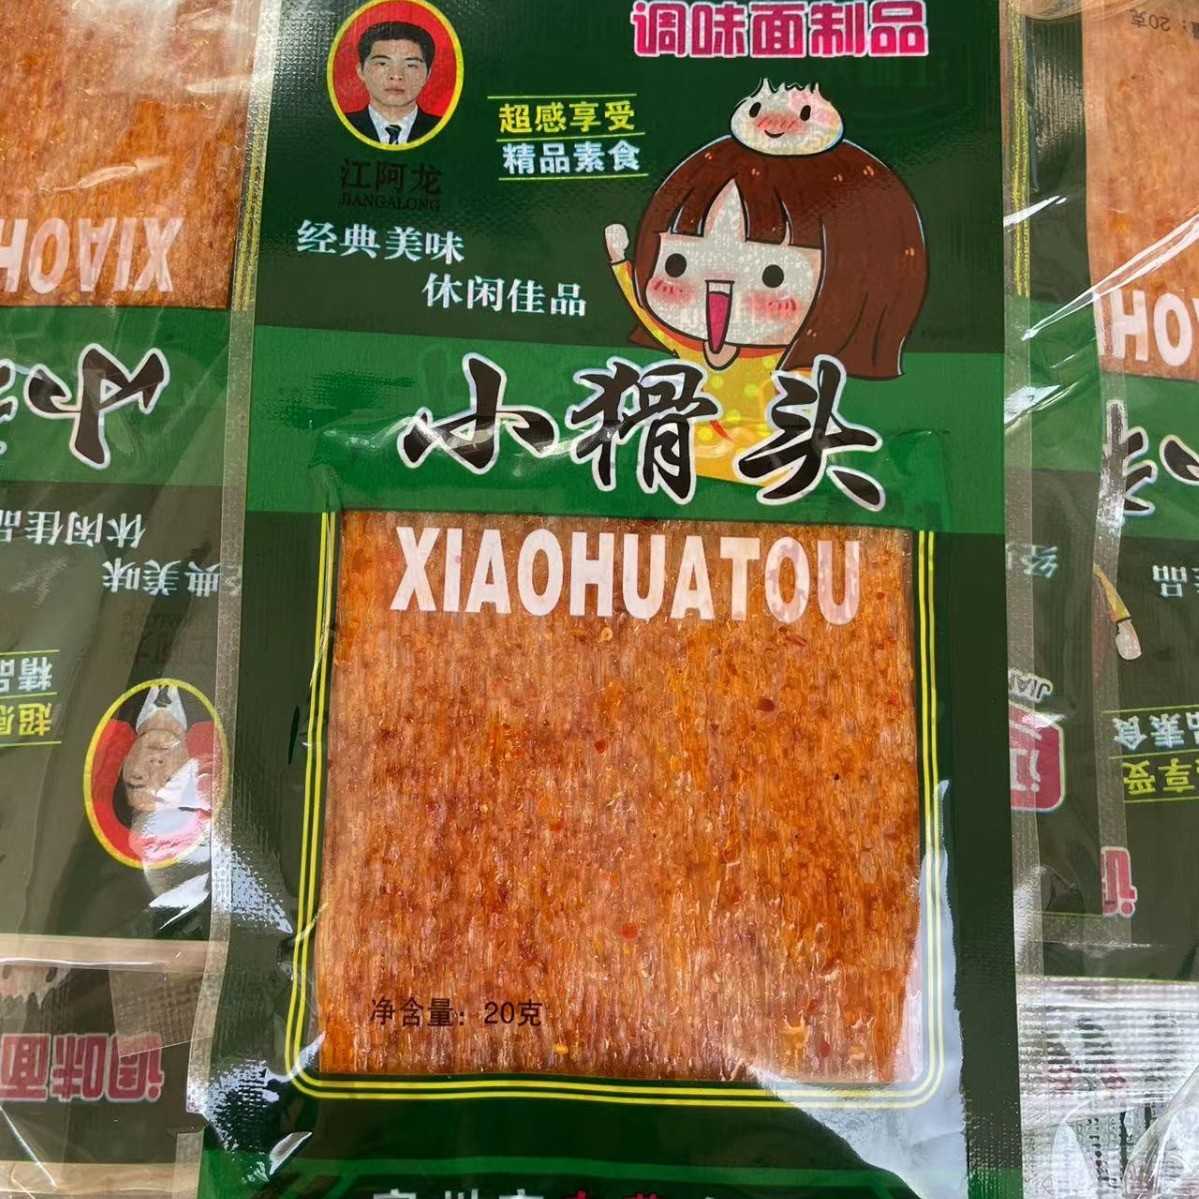 调味面制品
超感享受
精品素食
江阿龙
JIANGALONG
经典美味
休闲佳品
小猾头
XIAOHUATOU
净含量：20克